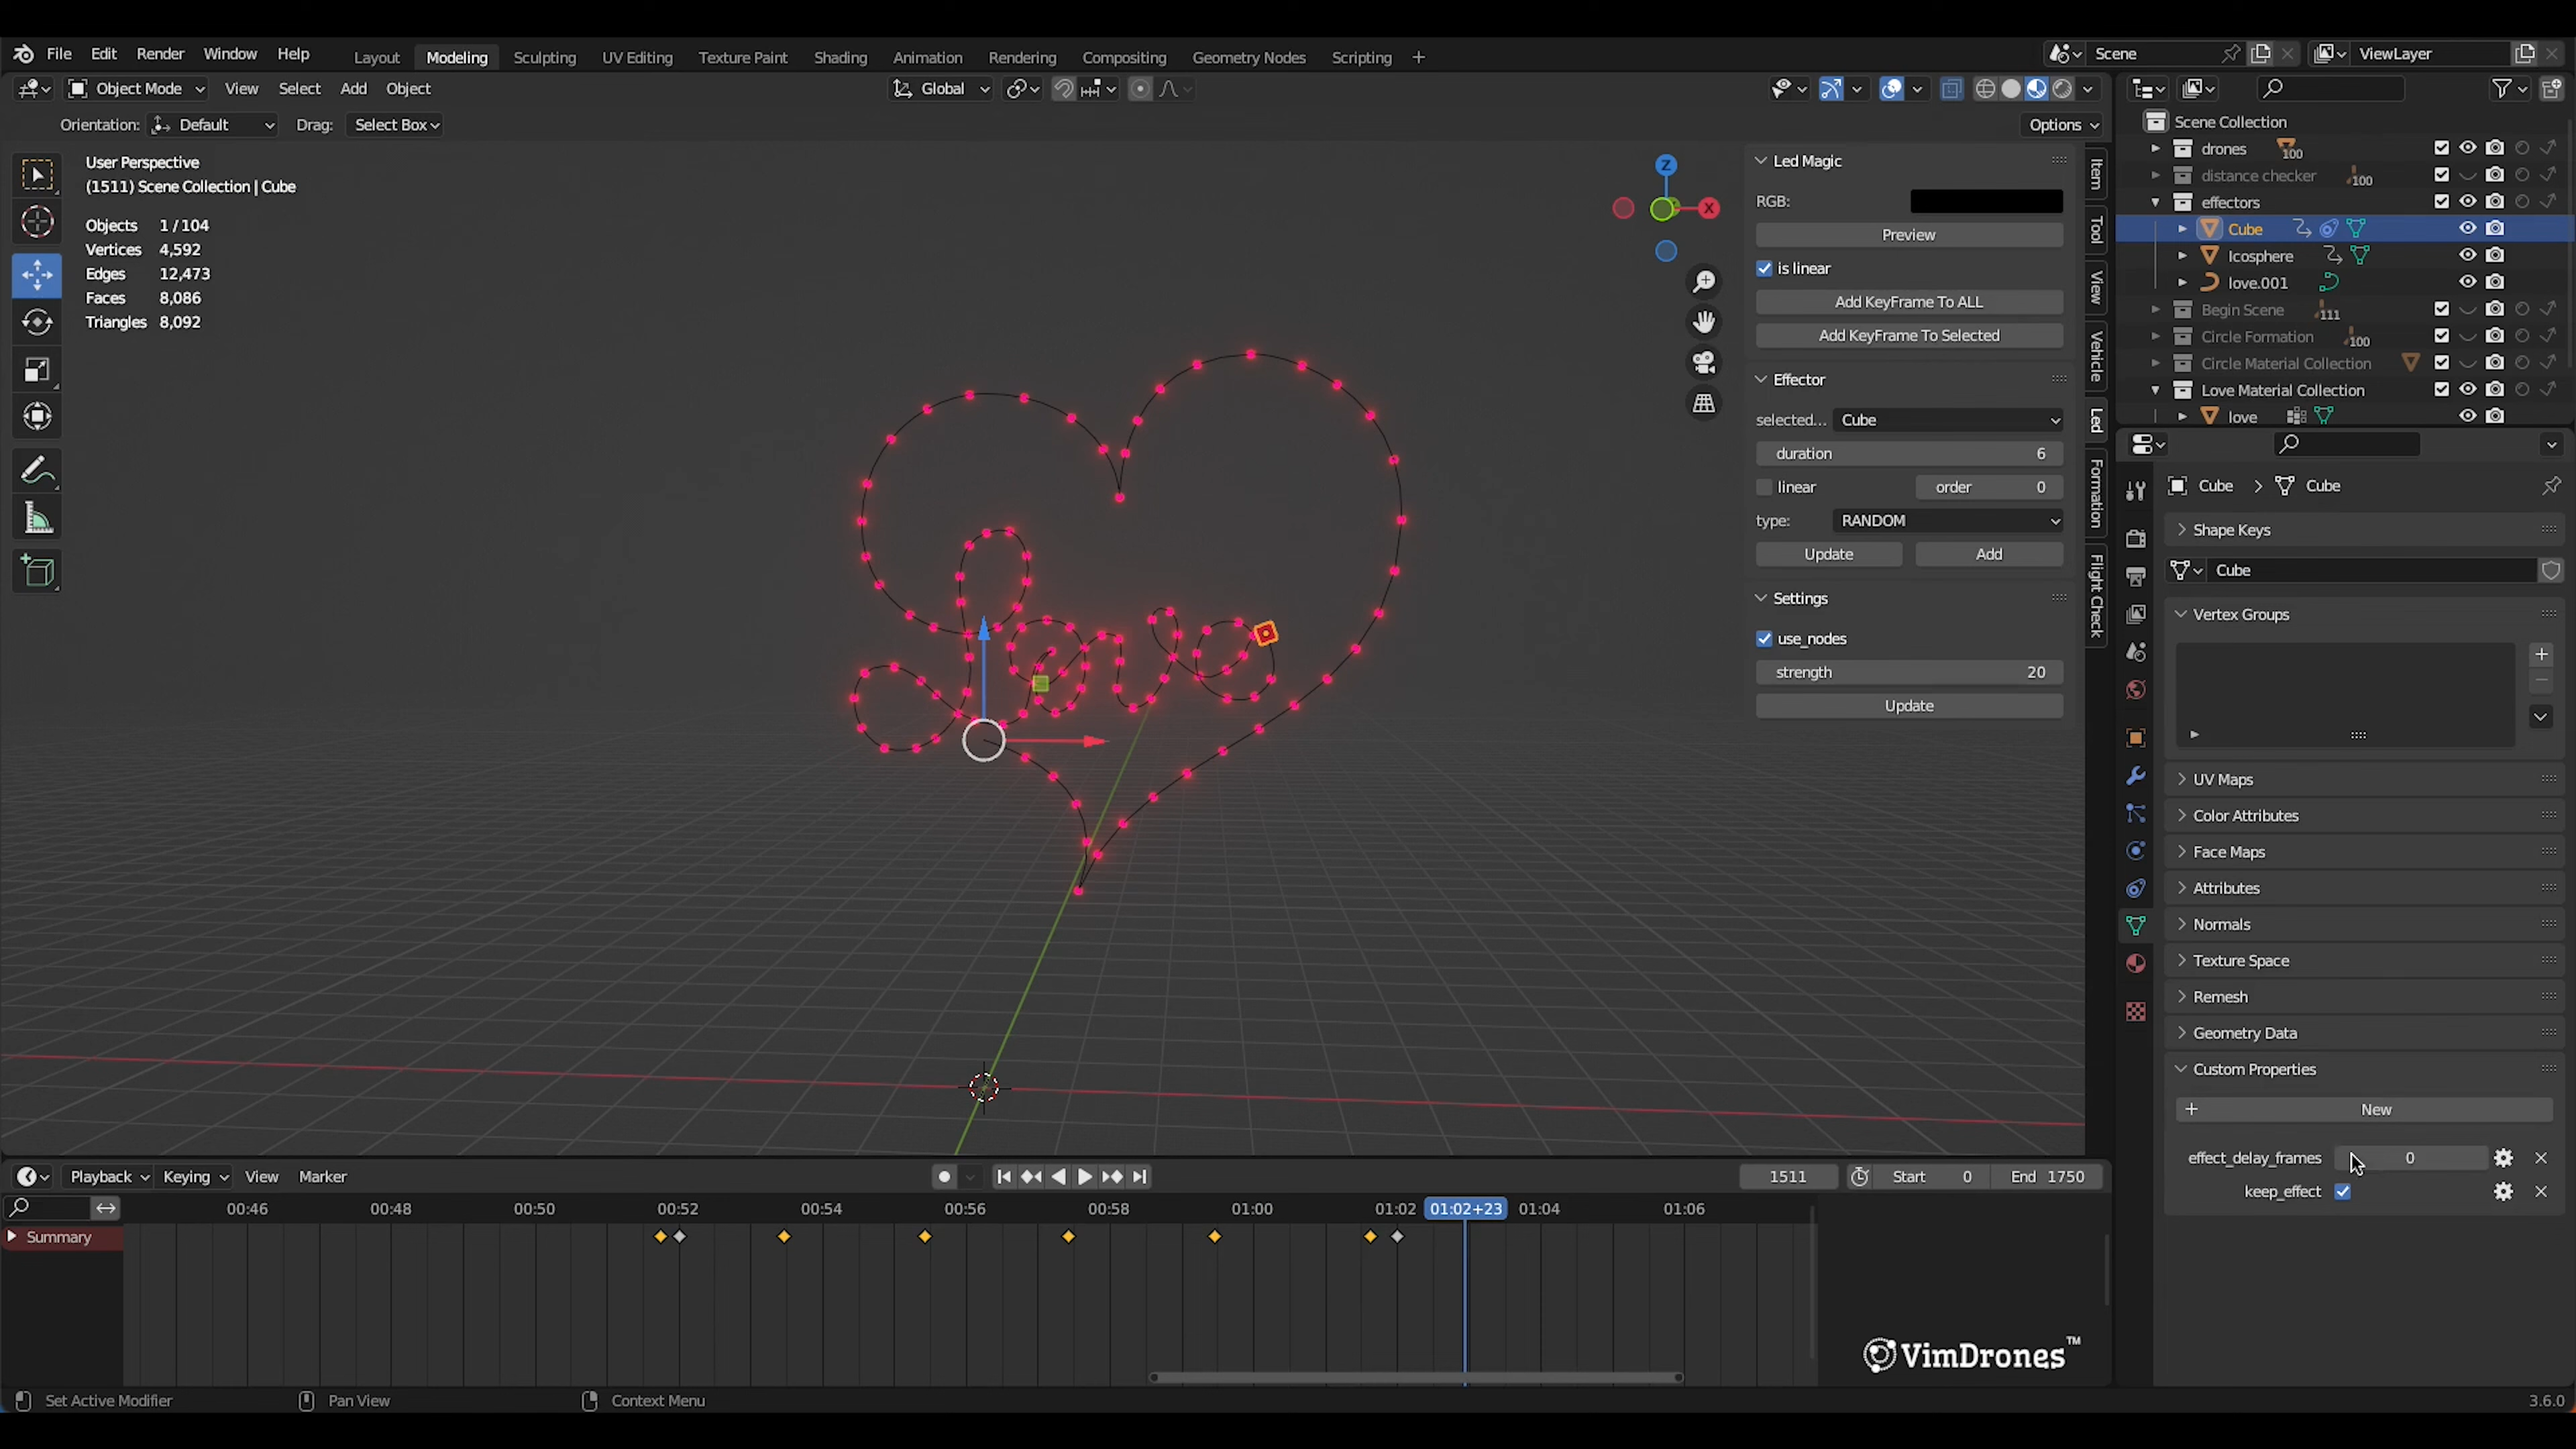 File Edit Render Window Help Layout Modeling Sculpting UV Editing Texture Paint Shading Animation Rendering Compositing Geometry Nodes Scripting + Scene ViewLayer
Object Mode View Select Add Object Global
Orientation: Default Drag: Select Box Options
User Perspective
(1511) Scene Collection | Cube
Objects 1/104
Vertices 4,592
Edges 12,473
Faces 8,086
Triangles 8,092
Z
X
Led Magic
RGB:
Preview
is linear
Add KeyFrame To ALL
Add KeyFrame To Selected
Effector
selected... Cube
duration 6
linear order 0
type: RANDOM
Update Add
Settings
use_nodes
strength 20
Update
Item
Tool
View
Vehicle
Led
Formation
Flight Check
Scene Collection
drones 100
distance checker 100
effectors
Cube
Icosphere
love.001
Begin Scene 111
Circle Formation 100
Circle Material Collection
Love Material Collection
love
Cube > Cube
Shape Keys
Cube
Vertex Groups
UV Maps
Color Attributes
Face Maps
Attributes
Normals
Texture Space
Remesh
Geometry Data
Custom Properties
+ New
effect_delay_frames 0
keep_effect
Playback Keying View Marker 1511 Start 0 End 1750
00:46 00:48 00:50 00:52 00:54 00:56 00:58 01:00 01:02 01:02+23 01:04 01:06
Summary
VimDrones™
Set Active Modifier Pan View Context Menu 3.6.0